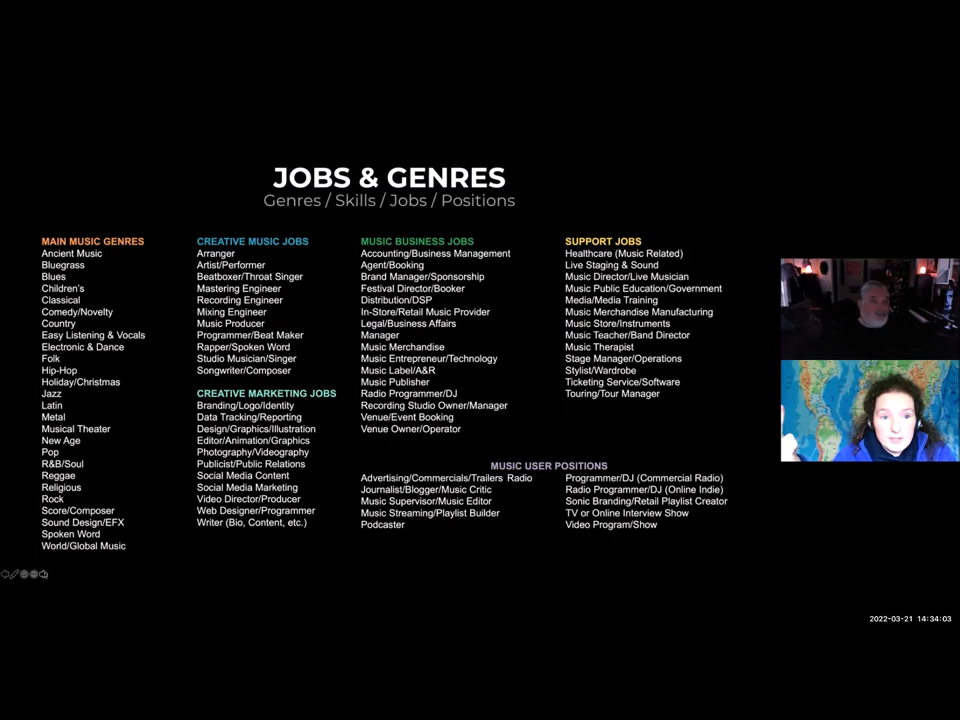 JOBS & GENRES
Genres / Skills / Jobs / Positions
MAIN MUSIC GENRES
Ancient Music
Bluegrass
Blues
Children's
Classical
Comedy/Novelty
Country
Easy Listening & Vocals
Electronic & Dance
Folk
Hip-Hop
Holiday/Christmas
Jazz
Latin
Metal
Musical Theater
New Age
Pop
R&B/Soul
Reggae
Religious
Rock
Score/Composer
Sound Design/EFX
Spoken Word
World/Global Music
CREATIVE MUSIC JOBS
Arranger
Artist/Performer
Beatboxer/Throat Singer
Mastering Engineer
Recording Engineer
Mixing Engineer
Music Producer
Programmer/Beat Maker
Rapper/Spoken Word
Studio Musician/Singer
Songwriter/Composer
CREATIVE MARKETING JOBS
Branding/Logo/Identity
Data Tracking/Reporting
Design/Graphics/Illustration
Editor/Animation/Graphics
Photography/Videography
Publicist/Public Relations
Social Media Content
Social Media Marketing
Video Director/Producer
Web Designer/Programmer
Writer (Bio, Content, etc.)
MUSIC BUSINESS JOBS
Accounting/Business Management
Agent/Booking
Brand Manager/Sponsorship
Festival Director/Booker
Distribution/DSP
In-Store/Retail Music Provider
Legal/Business Affairs
Manager
Music Merchandise
Music Entrepreneur/Technology
Music Label/A&R
Music Publisher
Radio Programmer/DJ
Recording Studio Owner/Manager
Venue/Event Booking
Venue Owner/Operator
SUPPORT JOBS
Healthcare (Music Related)
Live Staging & Sound
Music Director/Live Musician
Music Public Education/Government
Media/Media Training
Music Merchandise Manufacturing
Music Store/Instruments
Music Teacher/Band Director
Music Therapist
Stage Manager/Operations
Stylist/Wardrobe
Ticketing Service/Software
Touring/Tour Manager
MUSIC USER POSITIONS
Advertising/Commercials/Trailers Radio
Journalist/Blogger/Music Critic
Music Supervisor/Music Editor
Music Streaming/Playlist Builder
Podcaster
Programmer/DJ (Commercial Radio)
Radio Programmer/DJ (Online Indie)
Sonic Branding/Retail Playlist Creator
TV or Online Interview Show
Video Program/Show
2022-03-21 14:34:03